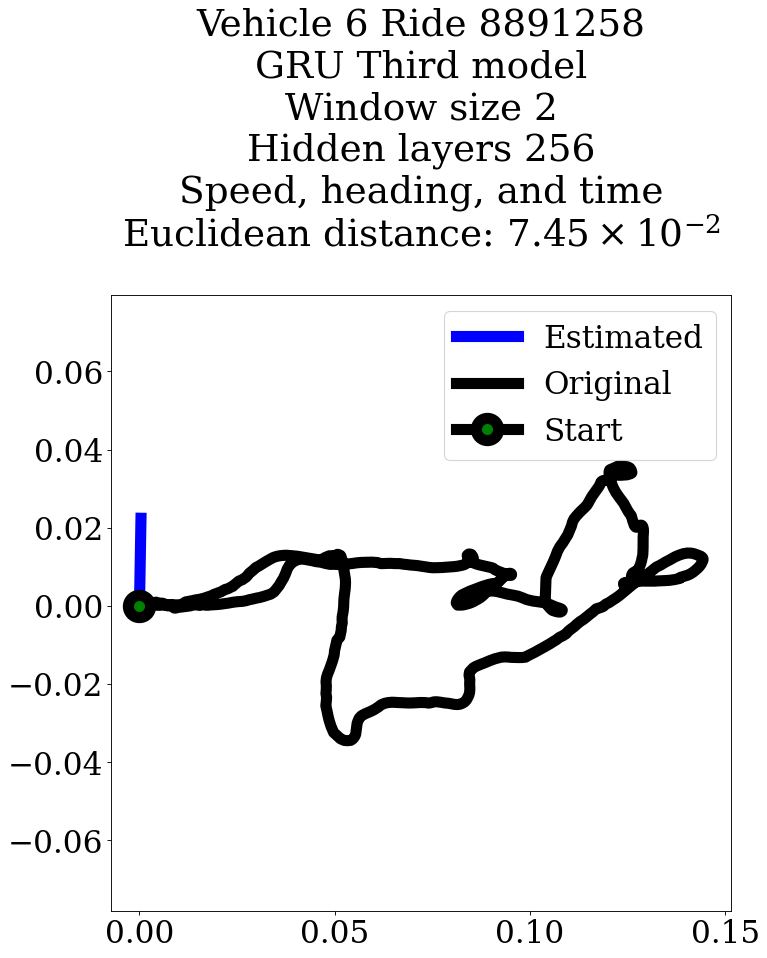 Vehicle 6 Ride 8891258
GRU Third model
Window size 2
Hidden layers 256
Speed, heading, and time
Euclidean distance: 7.45 × 10⁻²
Estimated
Original
Start
0.06
0.04
0.02
0.00
−0.02
−0.04
−0.06
0.00 0.05 0.10 0.15